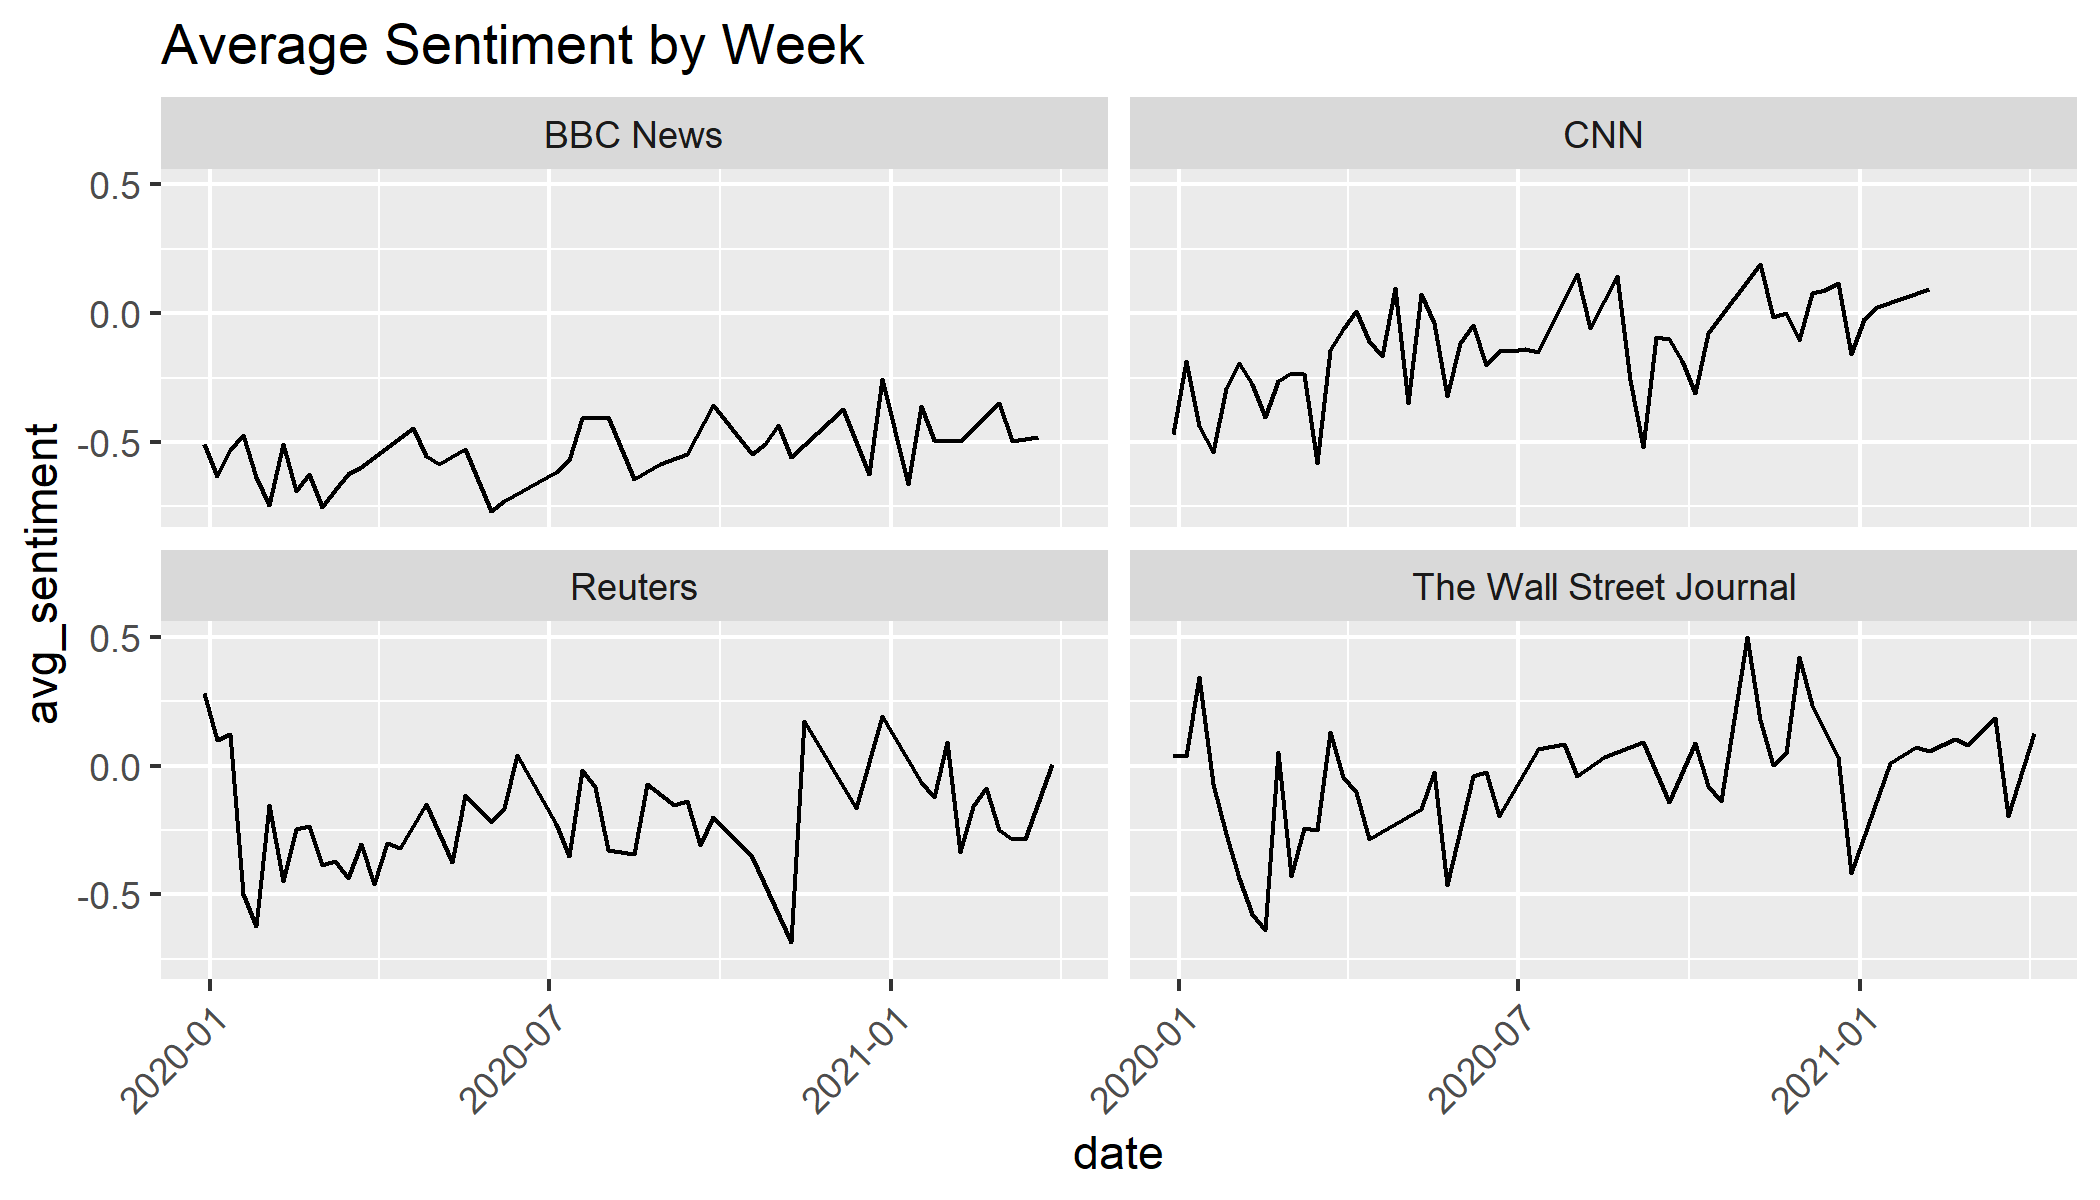 Average Sentiment by Week
BBC News
CNN
0.5
0.0
-0.5
Reuters
The Wall Street Journal
0.5
0.0
-0.5
avg_sentiment
2020-01
2020-07
2021-01
2020-01
2020-07
2021-01
date